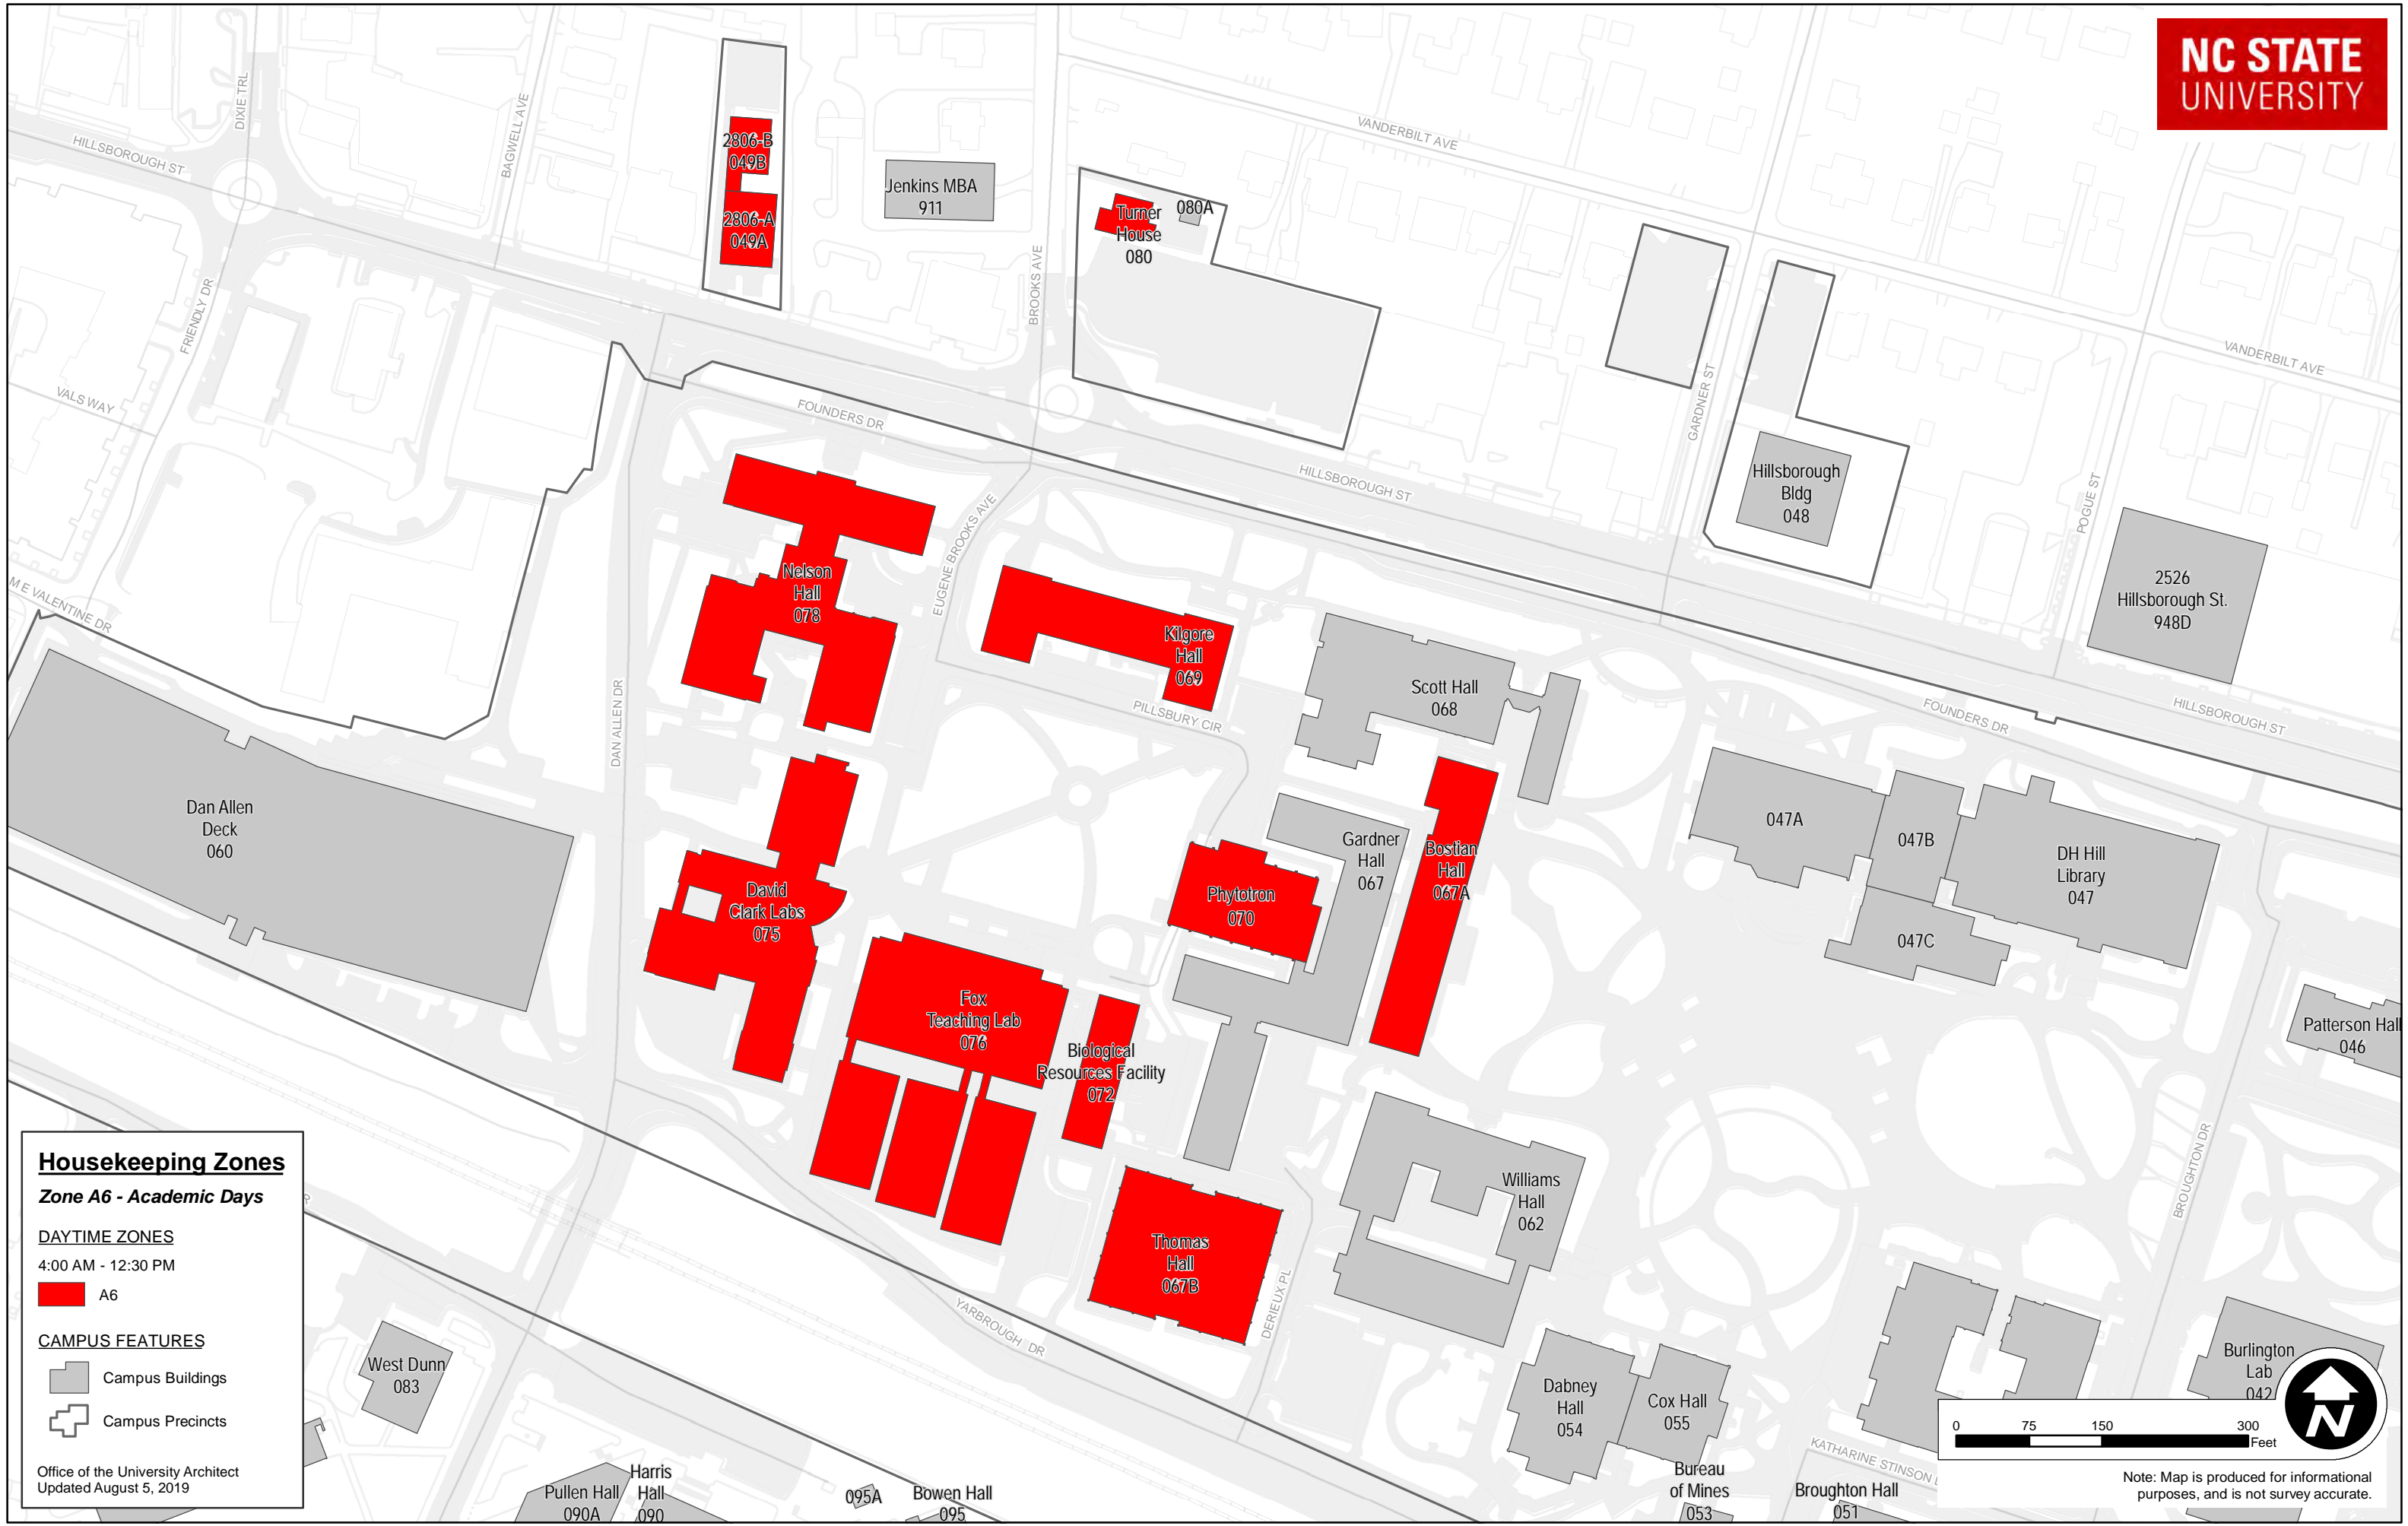 NC STATE
UNIVERSITY
DIXIE TRL
HILLSBOROUGH ST
BAGWELL AVE
2806-B
049B
2806-A
049A
Jenkins MBA
911
BROOKS AVE
Turner
House
080
080A
VANDERBILT AVE
VANDERBILT AVE
FRIENDLY DR
VALS WAY
M E VALENTINE DR
FOUNDERS DR
HILLSBOROUGH ST
GARDNER ST
Hillsborough
Bldg
048
POGUE ST
2526
Hillsborough St.
948D
Nelson
Hall
078
EUGENE BROOKS AVE
Kilgore
Hall
069
PILLSBURY CIR
Scott Hall
068
FOUNDERS DR
HILLSBOROUGH ST
DAN ALLEN DR
Dan Allen
Deck
060
David
Clark Labs
075
Phytotron
070
Gardner
Hall
067
Bostian
Hall
067A
047A
047B
047C
DH Hill
Library
047
Patterson Hall
046
Fox
Teaching Lab
076
Biological
Resources Facility
072
Thomas
Hall
067B
Williams
Hall
062
BROUGHTON DR
DERIEUX PL
YARBROUGH DR
Dabney
Hall
054
Cox Hall
055
Burlington
Lab
042
KATHARINE STINSON
Bureau
of Mines
053
Broughton Hall
051
West Dunn
083
Pullen Hall
090A
Harris
Hall
090
095A
Bowen Hall
095
Housekeeping Zones
Zone A6 - Academic Days
DAYTIME ZONES
4:00 AM - 12:30 PM
A6
CAMPUS FEATURES
Campus Buildings
Campus Precincts
Office of the University Architect
Updated August 5, 2019
0 75 150 300
Feet
N
Note: Map is produced for informational
purposes, and is not survey accurate.